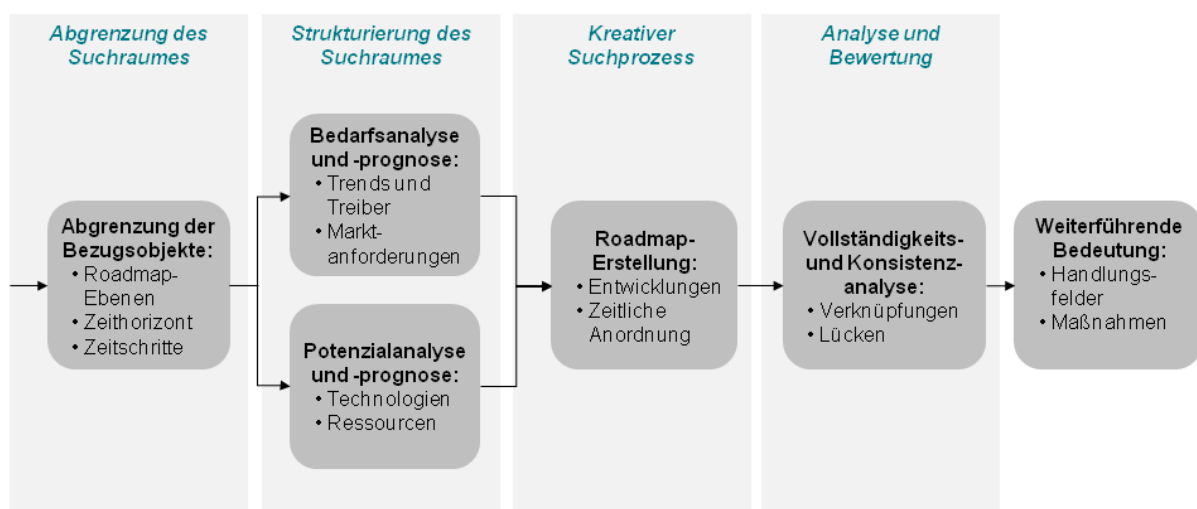 Abgrenzung des
Suchraumes
Strukturierung des
Suchraumes
Kreativer
Suchprozess
Analyse und
Bewertung
Abgrenzung der
Bezugsobjekte:
• Roadmap-
Ebenen
• Zeithorizont
• Zeitschritte
Bedarfsanalyse
und -prognose:
• Trends und
Treiber
• Markt-
anforderungen
Potenzialanalyse
und -prognose:
• Technologien
• Ressourcen
Roadmap-
Erstellung:
• Entwicklungen
• Zeitliche
Anordnung
Vollständigkeits-
und Konsistenz-
analyse:
• Verknüpfungen
• Lücken
Weiterführende
Bedeutung:
• Handlungs-
felder
• Maßnahmen